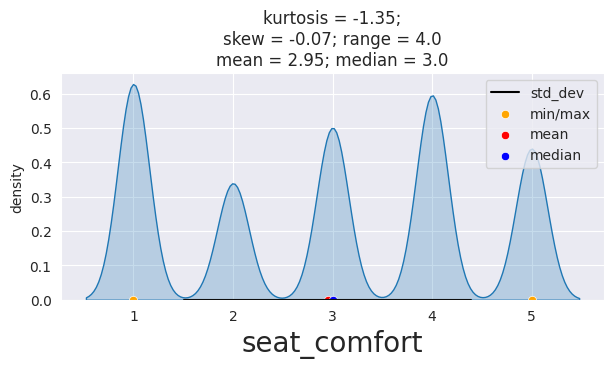 kurtosis = -1.35;
skew = -0.07; range = 4.0
mean = 2.95; median = 3.0
std_dev
min/max
mean
median
density
0.6
0.5
0.4
0.3
0.2
0.1
0.0
1 2 3 4 5
seat_comfort